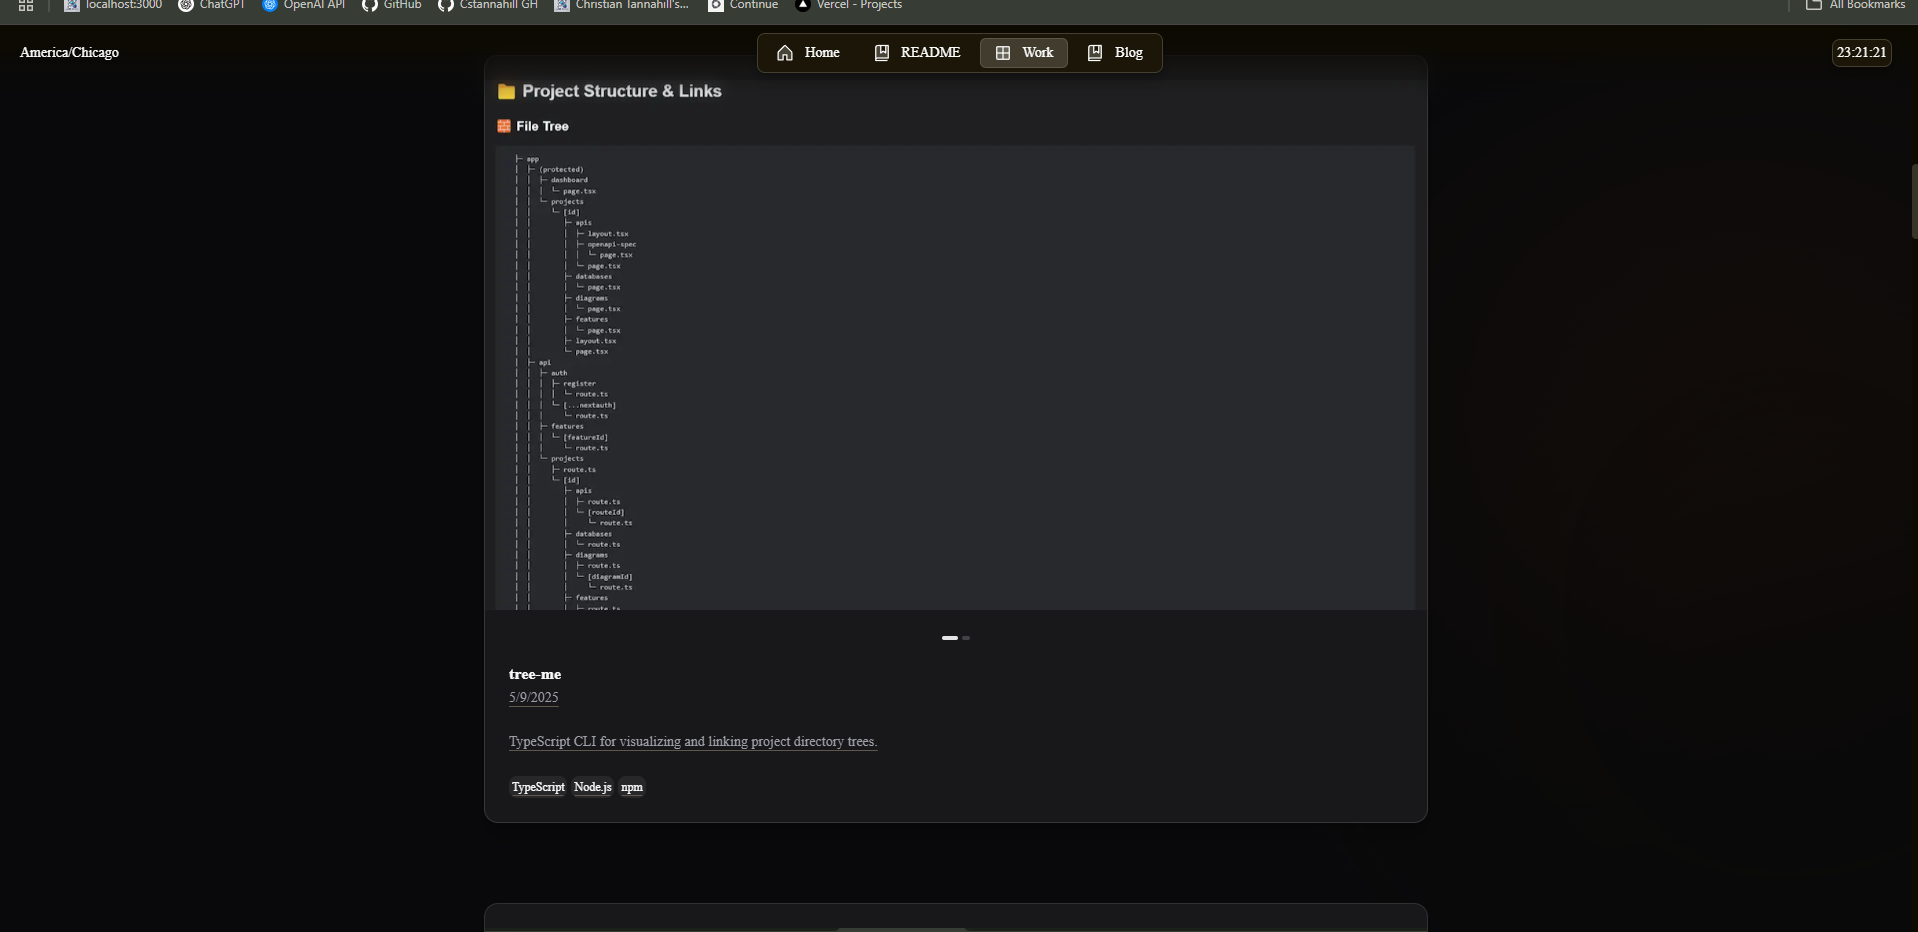 localhost:3000 ChatGPT OpenAI API GitHub Cstannahill GH Christian Tannahill's... Continue Vercel - Projects All Bookmarks
America/Chicago Home README Work Blog 23:21:21
Project Structure & Links
File Tree
├─ app
│ ├─ (protected)
│ │ ├─ dashboard
│ │ │ └─ page.tsx
│ │ └─ projects
│ │   └─ [id]
│ │     ├─ apis
│ │     │ ├─ layout.tsx
│ │     │ ├─ openapi-spec
│ │     │ │ └─ page.tsx
│ │     │ └─ page.tsx
│ │     ├─ databases
│ │     │ └─ page.tsx
│ │     ├─ diagrams
│ │     │ └─ page.tsx
│ │     ├─ features
│ │     │ └─ page.tsx
│ │     ├─ layout.tsx
│ │     └─ page.tsx
│ ├─ api
│ │ ├─ auth
│ │ │ ├─ register
│ │ │ │ └─ route.ts
│ │ │ └─ [...nextauth]
│ │ │   └─ route.ts
│ │ ├─ features
│ │ │ └─ [featureId]
│ │ │   └─ route.ts
│ │ └─ projects
│ │   ├─ route.ts
│ │   └─ [id]
│ │     ├─ apis
│ │     │ ├─ route.ts
│ │     │ └─ [routeId]
│ │     │   └─ route.ts
│ │     ├─ databases
│ │     │ └─ route.ts
│ │     ├─ diagrams
│ │     │ ├─ route.ts
│ │     │ └─ [diagramId]
│ │     │   └─ route.ts
│ │     ├─ features
│ │     │ ├─ route.ts
tree-me
5/9/2025
TypeScript CLI for visualizing and linking project directory trees.
TypeScript Node.js npm